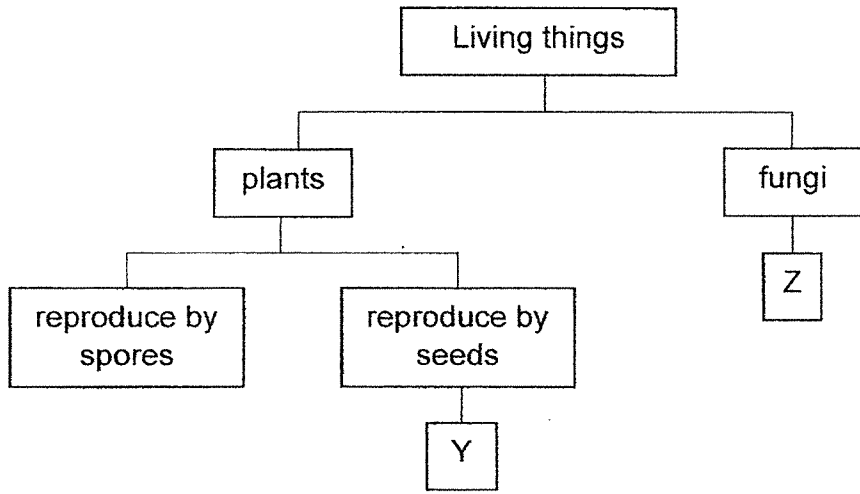 Living things
plants
fungi
reproduce by
spores
reproduce by
seeds
Z
Y